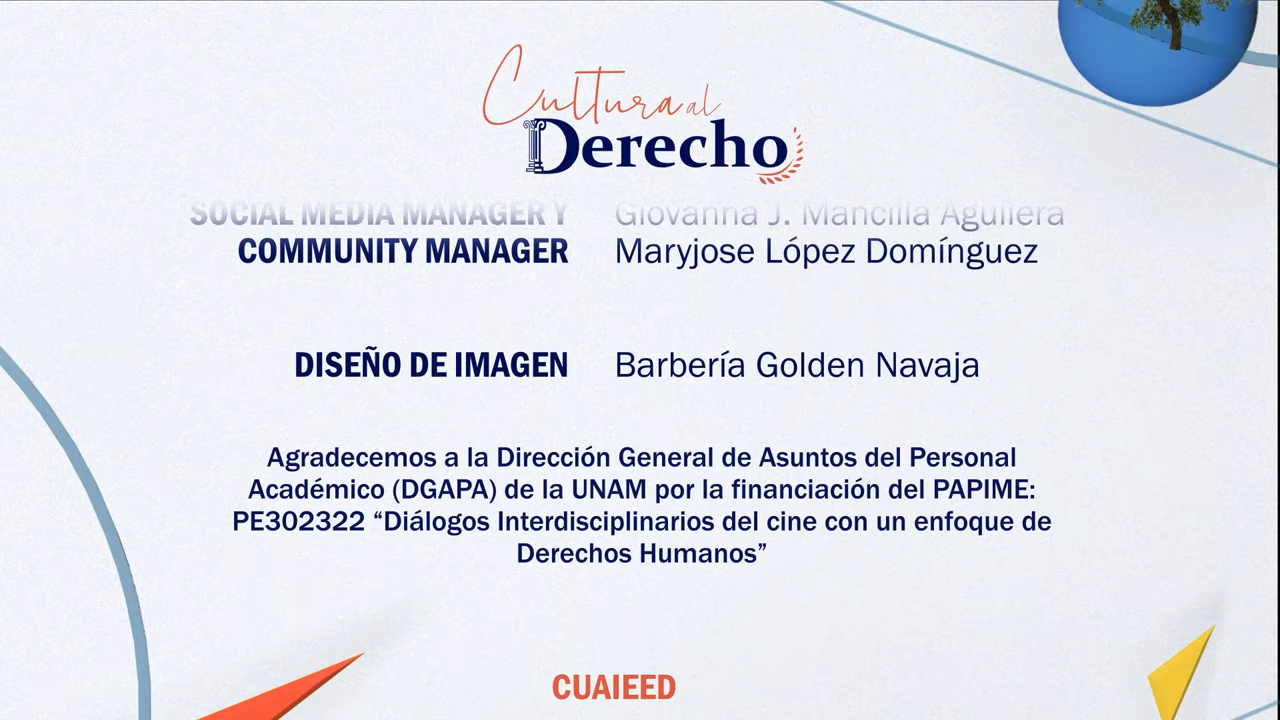 Cultura al
Derecho
SOCIAL MEDIA MANAGER Y Giovanna J. Mancilla Aguilera
COMMUNITY MANAGER Maryjose López Domínguez
DISEÑO DE IMAGEN Barbería Golden Navaja
Agradecemos a la Dirección General de Asuntos del Personal
Académico (DGAPA) de la UNAM por la financiación del PAPIME:
PE302322 “Diálogos Interdisciplinarios del cine con un enfoque de
Derechos Humanos”
CUAIEED